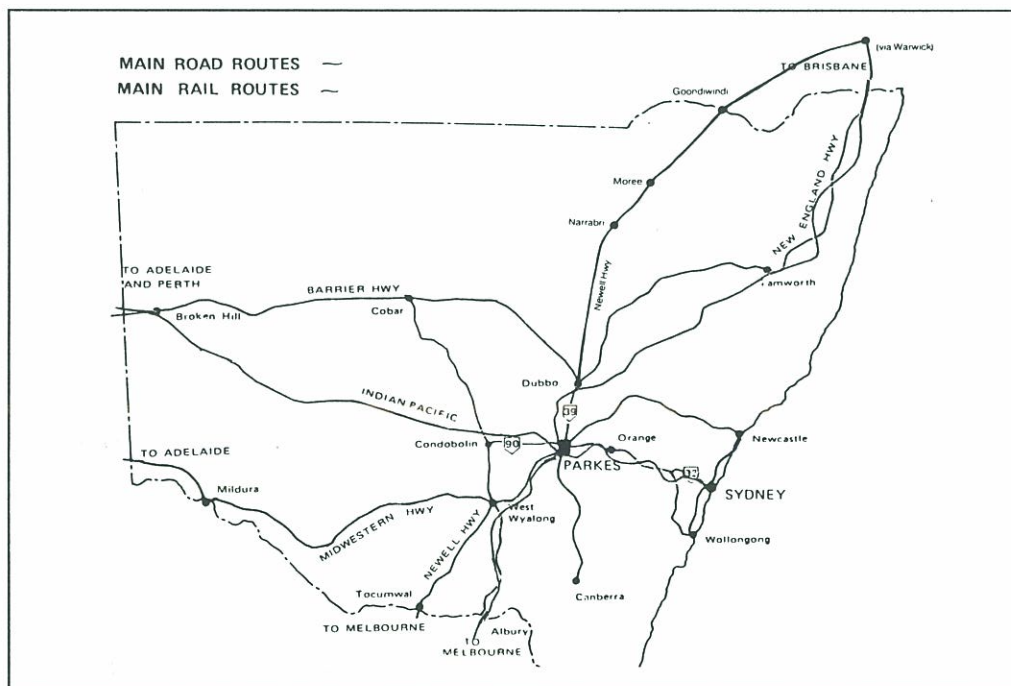 MAIN ROAD ROUTES
MAIN RAIL ROUTES
(via Warwick)
TO BRISBANE
Goondiwindi
Moree
NEW ENGLAND HWY
Narrabri
TO ADELAIDE
AND PERTH
BARRIER HWY
Newell Hwy
Tamworth
Broken Hill
Cobar
Dubbo
INDIAN PACIFIC
39
Condobolin
90
Orange
Newcastle
PARKES
TO ADELAIDE
Mildura
SYDNEY
West
Wyalong
MIDWESTERN HWY
NEWELL HWY
Wollongong
Tocumwal
Canberra
TO MELBOURNE
Albury
TO
MELBOURNE